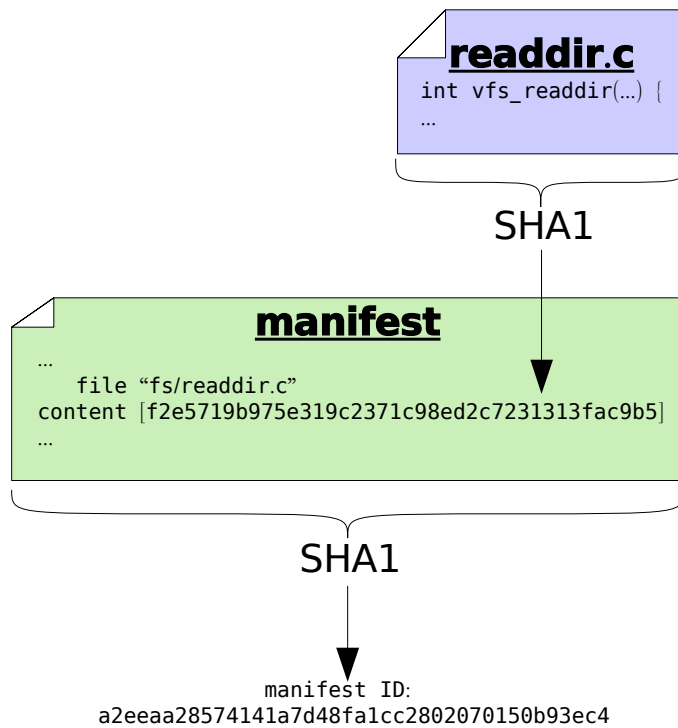 readdir.c
int vfs_readdir(...) {
...
SHA1
manifest
...
file “fs/readdir.c”
content [f2e5719b975e319c2371c98ed2c7231313fac9b5]
...
SHA1
manifest ID:
a2eeaa28574141a7d48fa1cc2802070150b93ec4